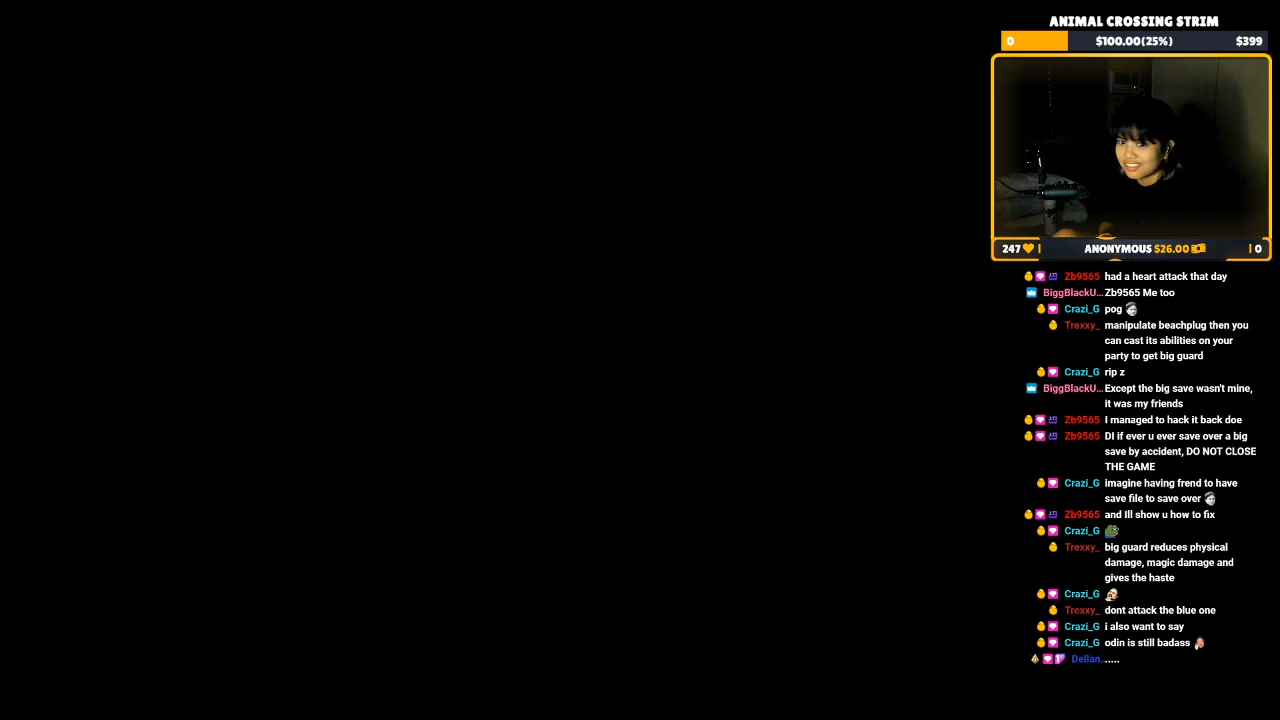 ANIMAL CROSSING STRIM
0 $100.00(25%) $399
247 ANONYMOUS $26.00 0
Zb9565 had a heart attack that day
BiggBlackU... Zb9565 Me too
Crazi_G pog
Trexxy_ manipulate beachplug then you
can cast its abilities on your
party to get big guard
Crazi_G rip z
BiggBlackU... Except the big save wasn't mine,
it was my friends
Zb9565 I managed to hack it back doe
Zb9565 DI if ever u ever save over a big
save by accident, DO NOT CLOSE
THE GAME
Crazi_G imagine having frend to have
save file to save over
Zb9565 and Ill show u how to fix
Crazi_G
Trexxy_ big guard reduces physical
damage, magic damage and
gives the haste
Crazi_G
Trexxy_ dont attack the blue one
Crazi_G i also want to say
Crazi_G odin is still badass
Dellan... .....